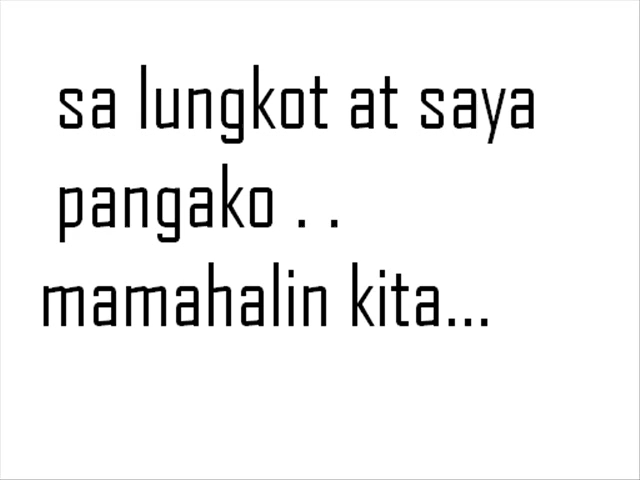 sa lungkot at saya
pangako . .
mamahalin kita...